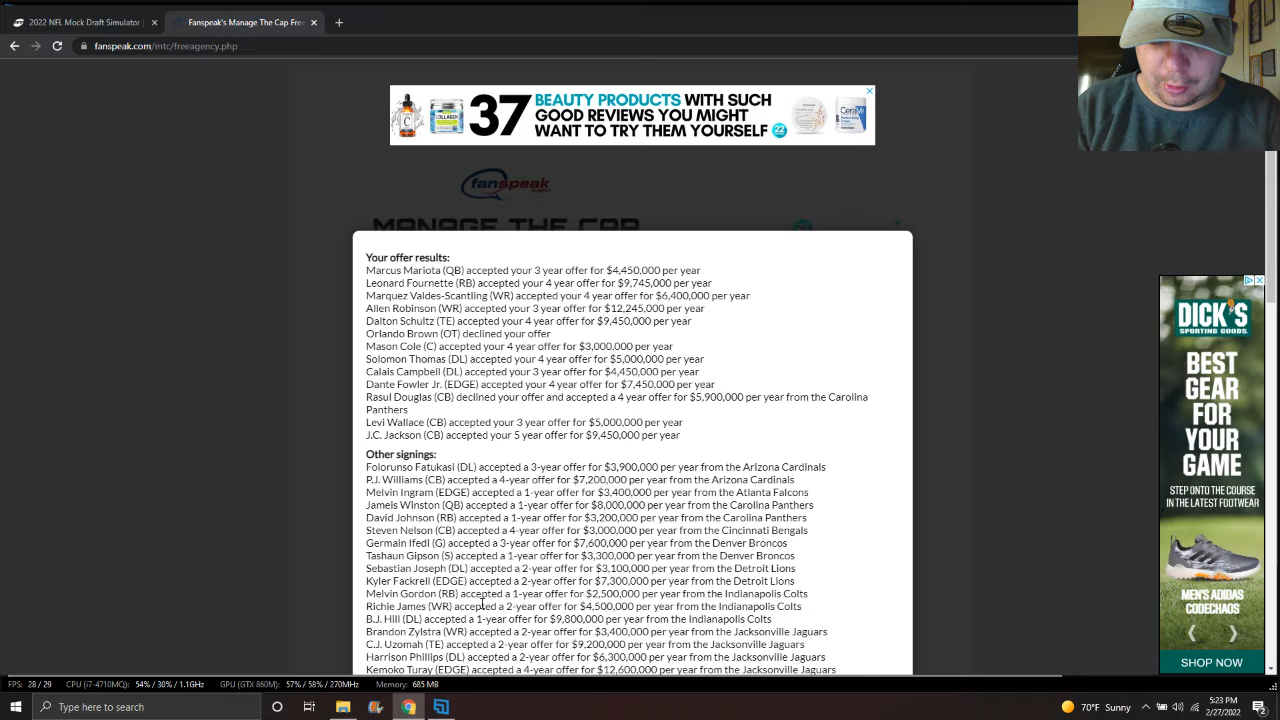 2022 NFL Mock Draft Simulator
Fanspeak's Manage The Cap Free
fanspeak.com/mtc/freeagency.php
37 BEAUTY PRODUCTS WITH SUCH
GOOD REVIEWS YOU MIGHT
WANT TO TRY THEM YOURSELF
22
C
COLLAGEN
CeraVe
fanspeak
MANAGE THE CAP
Your offer results:
Marcus Mariota (QB) accepted your 3 year offer for $4,450,000 per year
Leonard Fournette (RB) accepted your 4 year offer for $9,745,000 per year
Marquez Valdes-Scantling (WR) accepted your 4 year offer for $6,400,000 per year
Allen Robinson (WR) accepted your 3 year offer for $12,245,000 per year
Dalton Schultz (TE) accepted your 4 year offer for $9,450,000 per year
Orlando Brown (OT) declined your offer
Mason Cole (C) accepted your 4 year offer for $3,000,000 per year
Solomon Thomas (DL) accepted your 4 year offer for $5,000,000 per year
Calais Campbell (DL) accepted your 3 year offer for $4,450,000 per year
Dante Fowler Jr. (EDGE) accepted your 4 year offer for $7,450,000 per year
Rasul Douglas (CB) declined your offer and accepted a 4 year offer for $5,900,000 per year from the Carolina
Panthers
Levi Wallace (CB) accepted your 3 year offer for $5,000,000 per year
J.C. Jackson (CB) accepted your 5 year offer for $9,450,000 per year
Other signings:
Folorunso Fatukasi (DL) accepted a 3-year offer for $3,900,000 per year from the Arizona Cardinals
P.J. Williams (CB) accepted a 4-year offer for $7,200,000 per year from the Arizona Cardinals
Melvin Ingram (EDGE) accepted a 1-year offer for $3,400,000 per year from the Atlanta Falcons
Jameis Winston (QB) accepted a 1-year offer for $8,000,000 per year from the Carolina Panthers
David Johnson (RB) accepted a 1-year offer for $3,200,000 per year from the Carolina Panthers
Steven Nelson (CB) accepted a 4-year offer for $3,000,000 per year from the Cincinnati Bengals
Germain Ifedi (G) accepted a 3-year offer for $7,600,000 per year from the Denver Broncos
Tashaun Gipson (S) accepted a 1-year offer for $3,300,000 per year from the Denver Broncos
Sebastian Joseph (DL) accepted a 2-year offer for $3,100,000 per year from the Detroit Lions
Kyler Fackrell (EDGE) accepted a 2-year offer for $7,300,000 per year from the Detroit Lions
Melvin Gordon (RB) accepted a 1-year offer for $2,500,000 per year from the Indianapolis Colts
Richie James (WR) accepted a 2-year offer for $4,500,000 per year from the Indianapolis Colts
B.J. Hill (DL) accepted a 1-year offer for $9,800,000 per year from the Indianapolis Colts
Brandon Zylstra (WR) accepted a 2-year offer for $3,400,000 per year from the Jacksonville Jaguars
C.J. Uzomah (TE) accepted a 2-year offer for $9,200,000 per year from the Jacksonville Jaguars
Harrison Phillips (DL) accepted a 2-year offer for $6,300,000 per year from the Jacksonville Jaguars
Kemoko Turay (EDGE) accepted a 4-year offer for $12,600,000 per year from the Jacksonville Jaguars
DICK'S
SPORTING GOODS
BEST
GEAR
FOR
YOUR
GAME
STEP ONTO THE COURSE
IN THE LATEST FOOTWEAR
MEN'S ADIDAS
CODECHAOS
SHOP NOW
FPS: 28 / 29 CPU (i7-4710MQ) 54% / 30% / 1.1GHz GPU (GTX 860M): 57% / 58% / 270MHz Memory: 685 MB
Type here to search
70°F Sunny
5:23 PM
2/27/2022
2